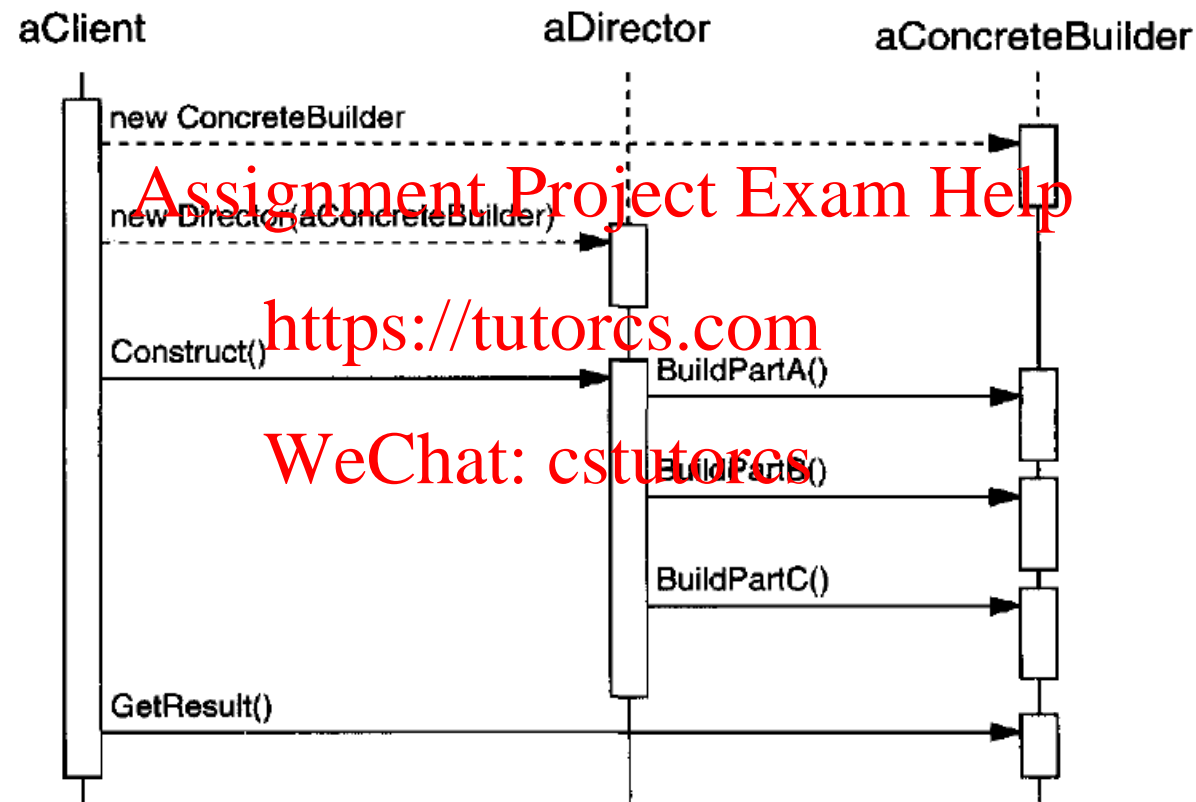 aClient
aDirector
aConcreteBuilder
new ConcreteBuilder
Assignment Project Exam Help
new Director(aConcreteBuilder)
https://tutorcs.com
Construct()
BuildPartA()
WeChat: cstutorcs
BuildPartB()
BuildPartC()
GetResult()